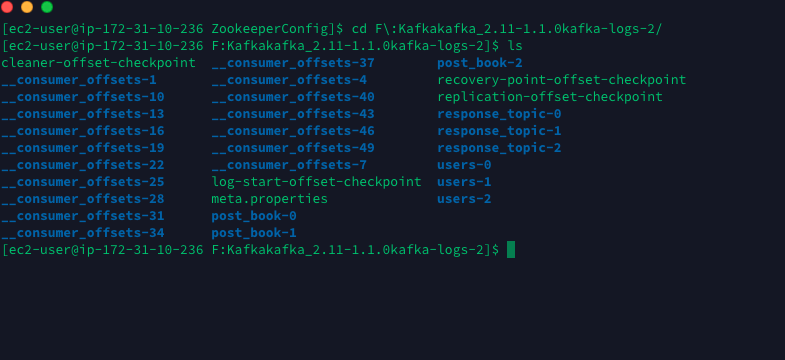 [ec2-user@ip-172-31-10-236 ZookeeperConfig]$ cd F\:Kafkakafka_2.11-1.1.0kafka-logs-2/
[ec2-user@ip-172-31-10-236 F:Kafkakafka_2.11-1.1.0kafka-logs-2]$ ls
cleaner-offset-checkpoint  __consumer_offsets-37       post_book-2
__consumer_offsets-1       __consumer_offsets-4        recovery-point-offset-checkpoint
__consumer_offsets-10      __consumer_offsets-40       replication-offset-checkpoint
__consumer_offsets-13      __consumer_offsets-43       response_topic-0
__consumer_offsets-16      __consumer_offsets-46       response_topic-1
__consumer_offsets-19      __consumer_offsets-49       response_topic-2
__consumer_offsets-22      __consumer_offsets-7        users-0
__consumer_offsets-25      log-start-offset-checkpoint  users-1
__consumer_offsets-28      meta.properties             users-2
__consumer_offsets-31      post_book-0
__consumer_offsets-34      post_book-1
[ec2-user@ip-172-31-10-236 F:Kafkakafka_2.11-1.1.0kafka-logs-2]$